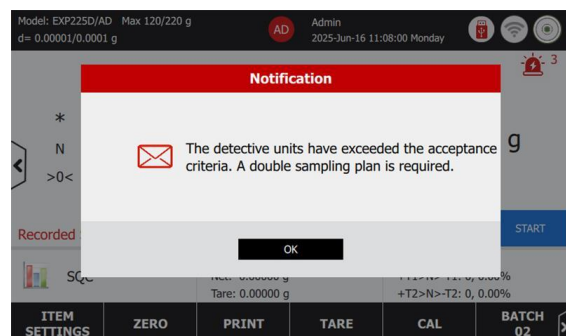 Model: EXP225D/AD Max 120/220 g
d= 0.00001/0.0001 g
AD
Admin
2025-Jun-16 11:08:00 Monday
3
Notification
*
N
>0<
The detective units have exceeded the acceptance
criteria. A double sampling plan is required.
g
Recorded
START
OK
SQC
Net: 0.00000 g
Tare: 0.00000 g
+T1>N>-T1: 0, 0.00%
+T2>N>-T2: 0, 0.00%
ITEM
SETTINGS
ZERO
PRINT
TARE
CAL
BATCH
02